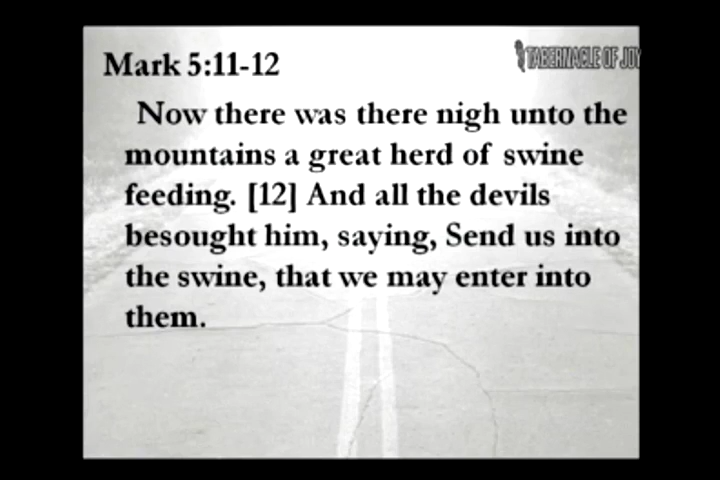 TABERNACLE OF JOY
Mark 5:11-12
Now there was there nigh unto the
mountains a great herd of swine
feeding. [12] And all the devils
besought him, saying, Send us into
the swine, that we may enter into
them.